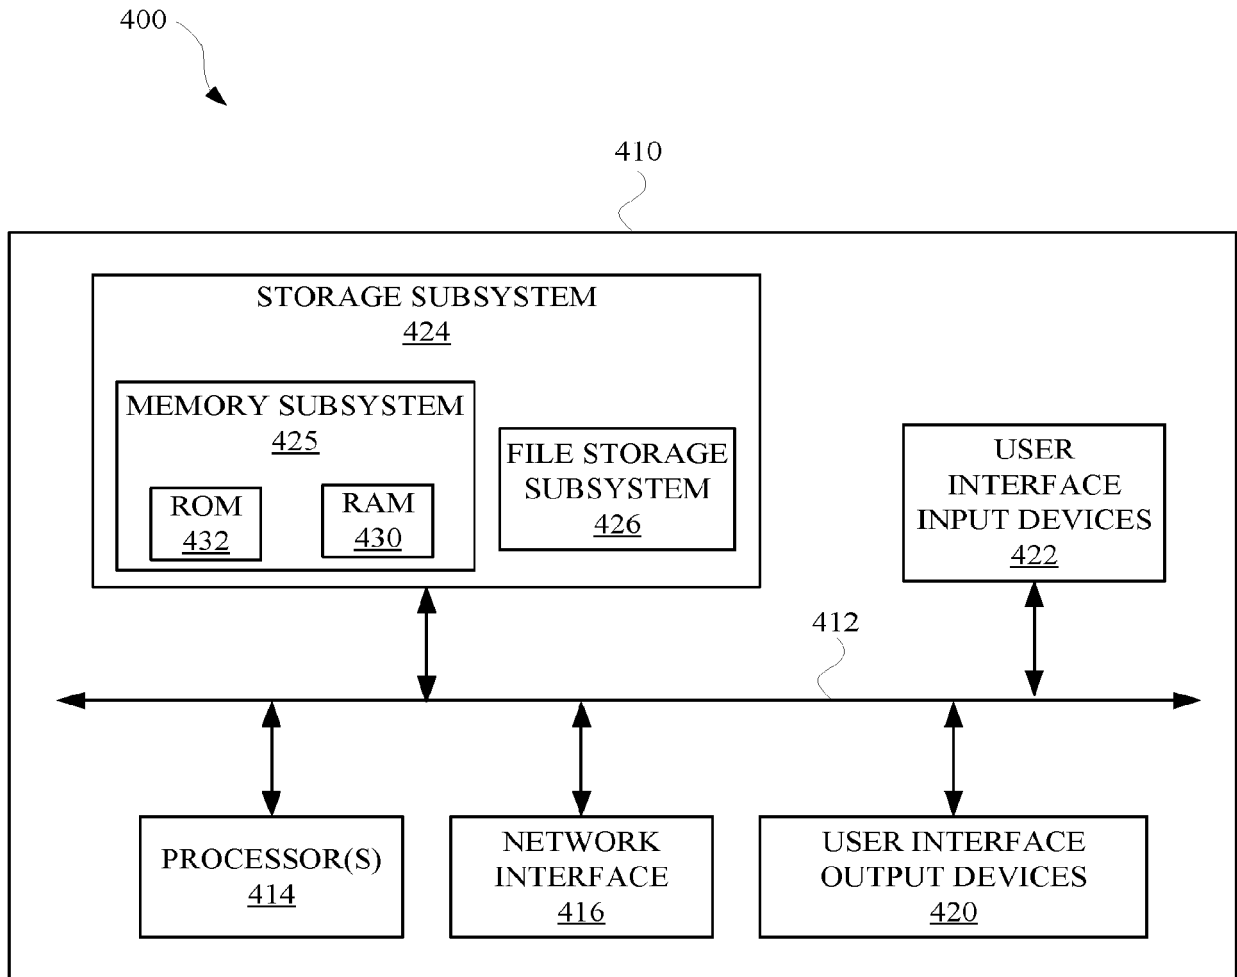 400
410
STORAGE SUBSYSTEM
424
MEMORY SUBSYSTEM
425
ROM
432
RAM
430
FILE STORAGE
SUBSYSTEM
426
USER
INTERFACE
INPUT DEVICES
422
412
PROCESSOR(S)
414
NETWORK
INTERFACE
416
USER INTERFACE
OUTPUT DEVICES
420